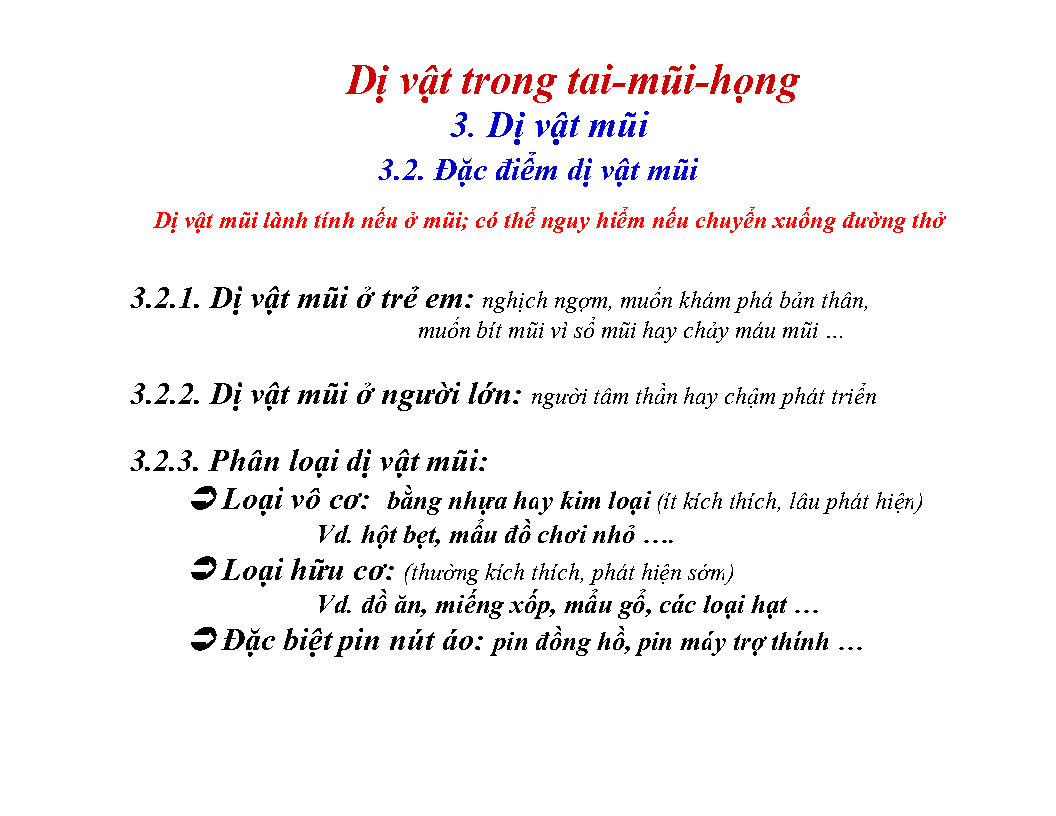 Dị vật trong tai-mũi-họng
3. Dị vật mũi
3.2. Đặc điểm dị vật mũi
Dị vật mũi lành tính nếu ở mũi; có thể nguy hiểm nếu chuyển xuống đường thở
3.2.1. Dị vật mũi ở trẻ em: nghịch ngợm, muốn khám phá bản thân,
muốn bít mũi vì sổ mũi hay chảy máu mũi …
3.2.2. Dị vật mũi ở người lớn: người tâm thần hay chậm phát triển
3.2.3. Phân loại dị vật mũi:
➲ Loại vô cơ: bằng nhựa hay kim loại (ít kích thích, lâu phát hiện)
Vd. hột bẹt, mẩu đồ chơi nhỏ ….
➲ Loại hữu cơ: (thường kích thích, phát hiện sớm)
Vd. đồ ăn, miếng xốp, mẩu gổ, các loại hạt …
➲ Đặc biệt pin nút áo: pin đồng hồ, pin máy trợ thính …